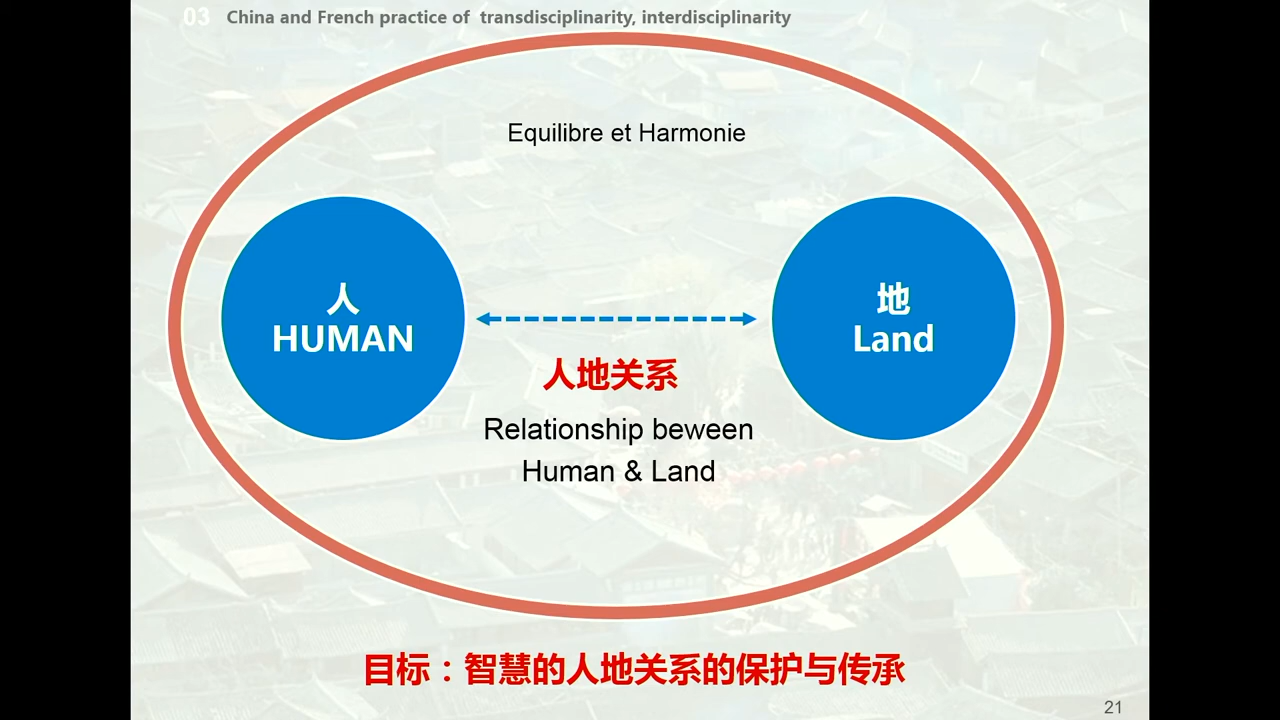 03 China and French practice of transdisciplinarity, interdisciplinarity
Equilibre et Harmonie
人
HUMAN
地
Land
人地关系
Relationship beween
Human & Land
目标：智慧的人地关系的保护与传承
21